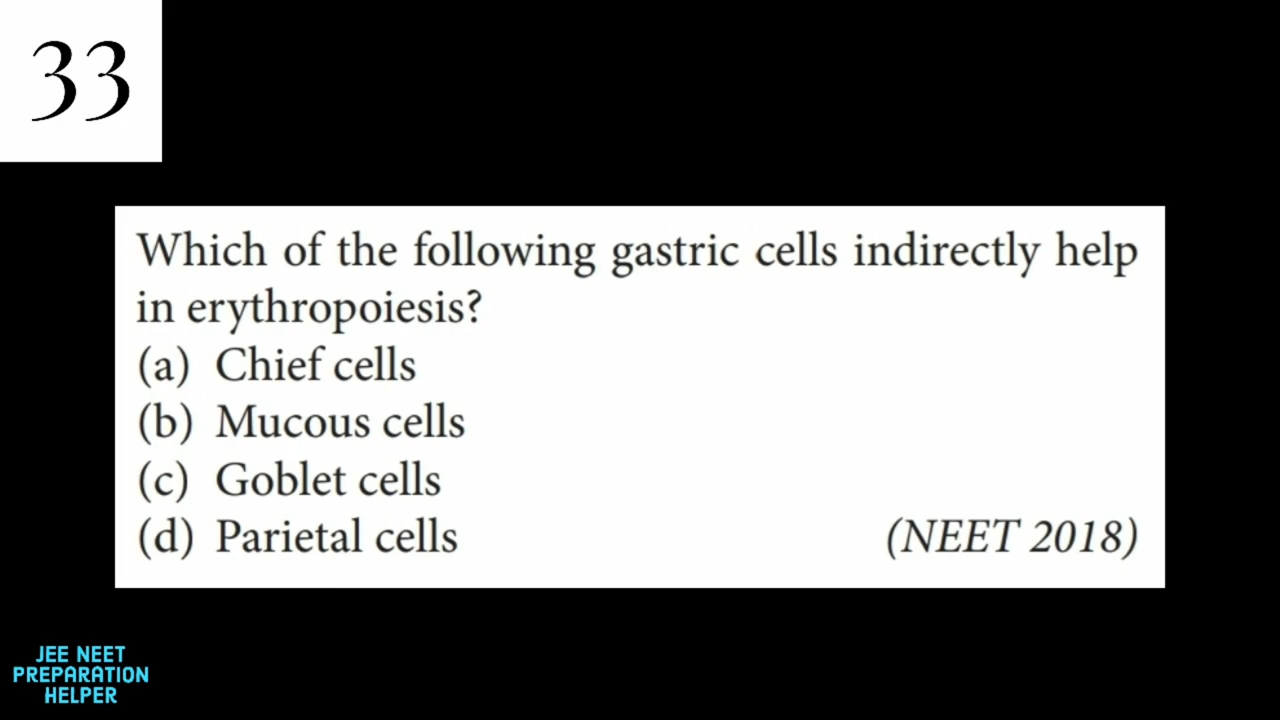 33
Which of the following gastric cells indirectly help
in erythropoiesis?
(a) Chief cells
(b) Mucous cells
(c) Goblet cells
(d) Parietal cells (NEET 2018)
JEE NEET
PREPARATION
HELPER